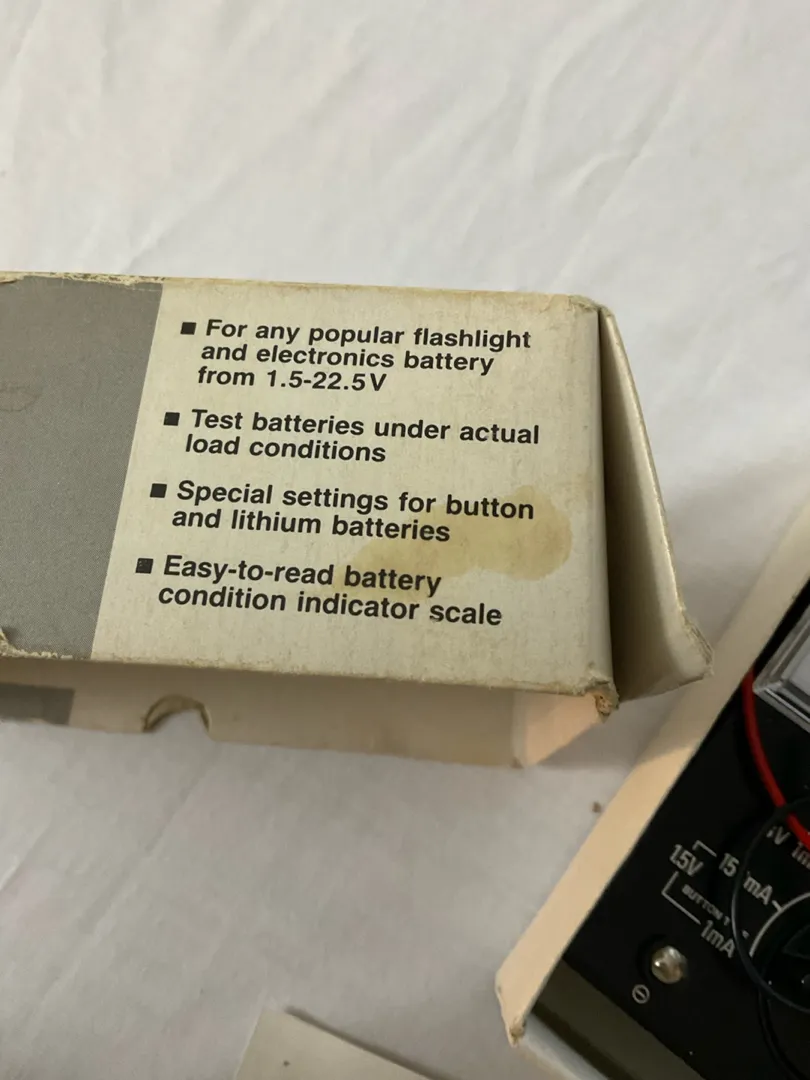 ■ For any popular flashlight
and electronics battery
from 1.5-22.5V
■ Test batteries under actual
load conditions
■ Special settings for button
and lithium batteries
■ Easy-to-read battery
condition indicator scale
1.5V
15 mA
BUTTON
1mA
⊖